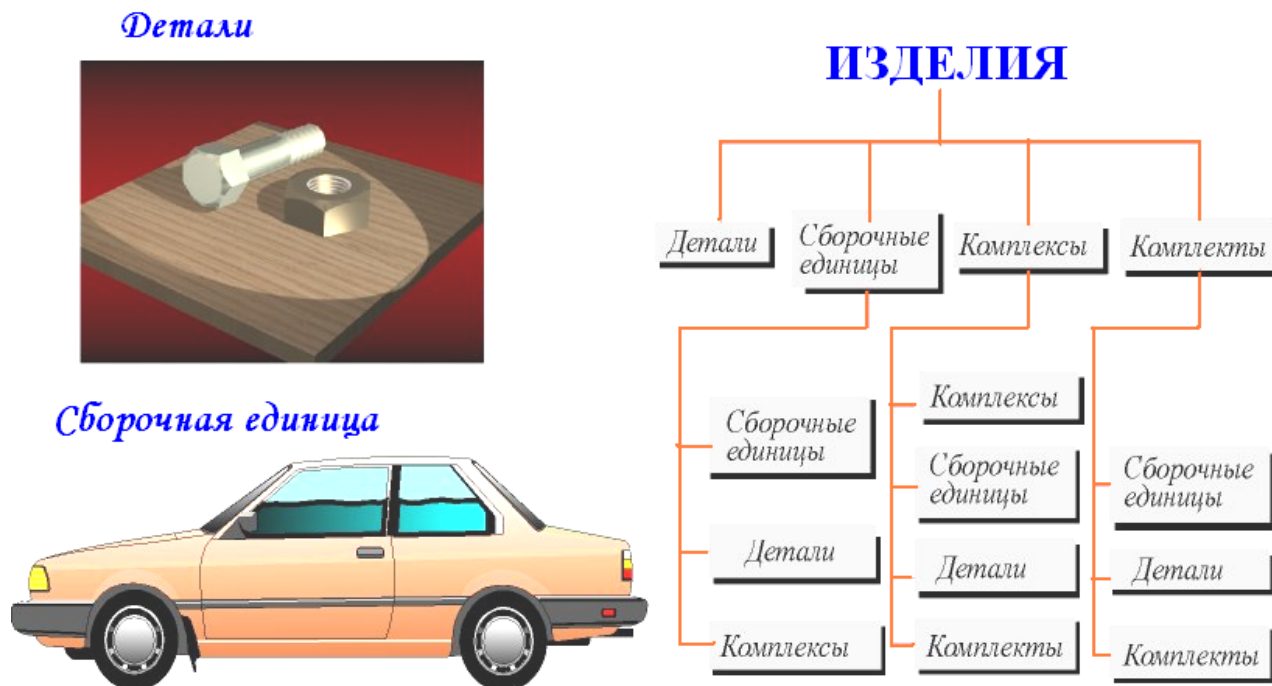 Детали
Сборочная единица
ИЗДЕЛИЯ
Детали
Сборочные
единицы
Комплексы
Комплекты
Сборочные
единицы
Детали
Комплексы
Комплексы
Сборочные
единицы
Детали
Комплекты
Сборочные
единицы
Детали
Комплекты